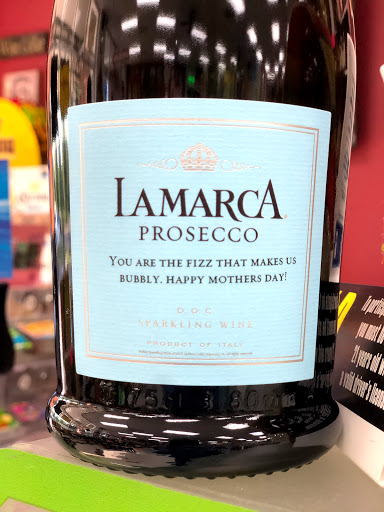 LAMARCA
PROSECCO
YOU ARE THE FIZZ THAT MAKES US
BUBBLY. HAPPY MOTHERS DAY!
D O C
SPARKLING WINE
PRODUCT OF ITALY